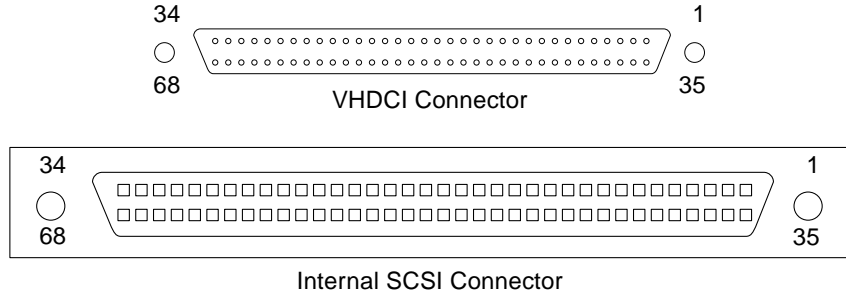 34 1
68 35
VHDCI Connector
34 1
68 35
Internal SCSI Connector